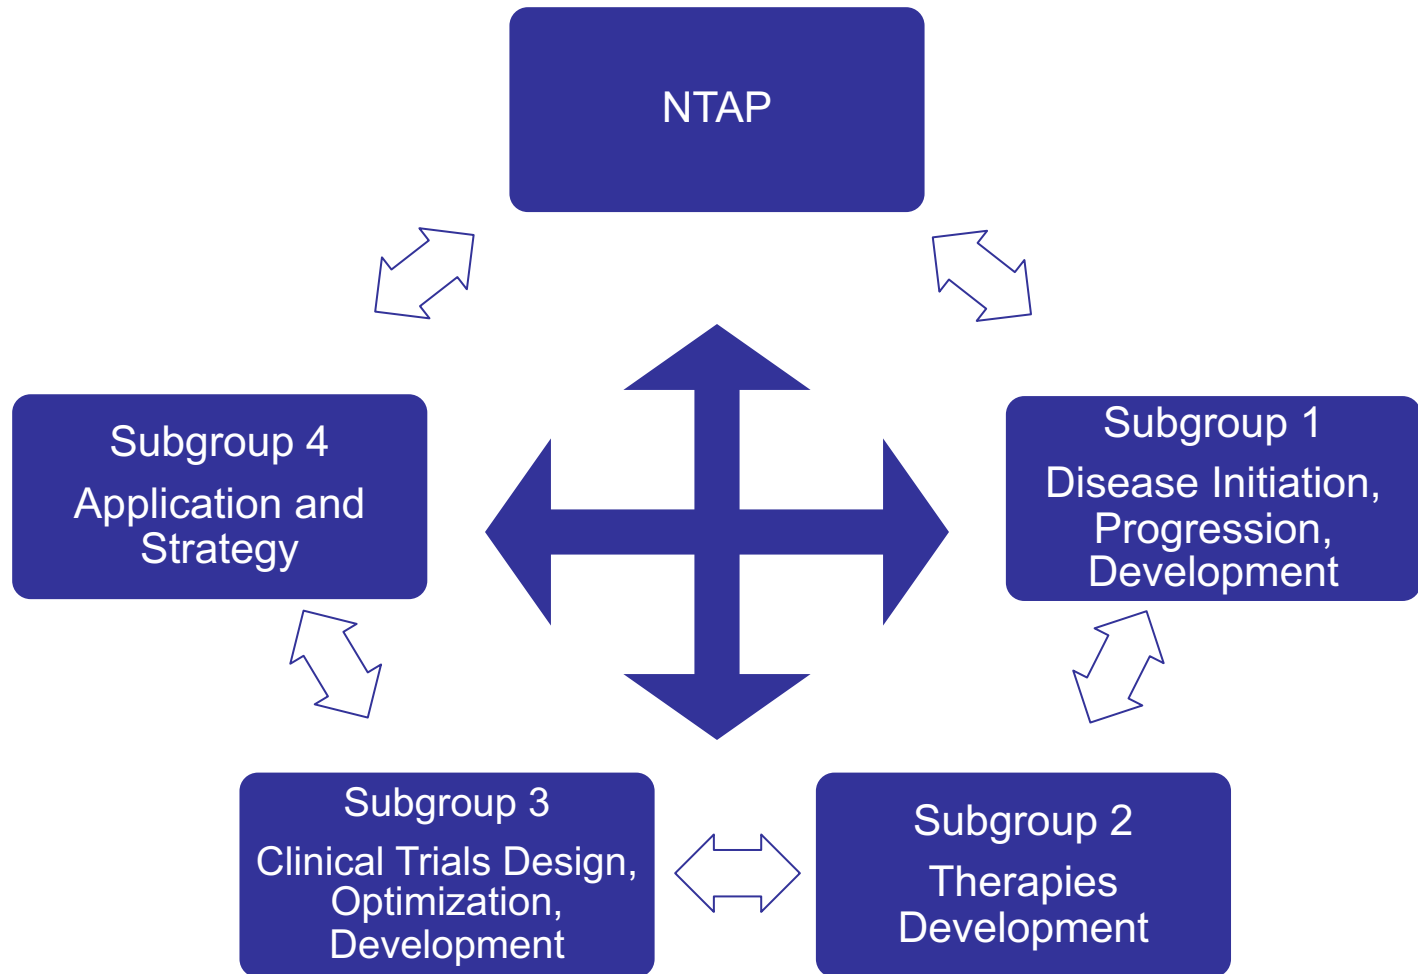 NTAP
Subgroup 4
Application and
Strategy
Subgroup 1
Disease Initiation,
Progression,
Development
Subgroup 3
Clinical Trials Design,
Optimization,
Development
Subgroup 2
Therapies
Development